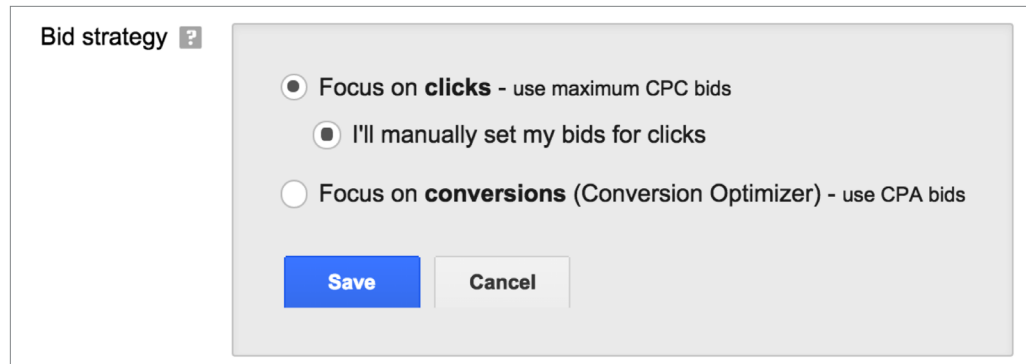 Bid strategy ?
Focus on clicks - use maximum CPC bids
I'll manually set my bids for clicks
Focus on conversions (Conversion Optimizer) - use CPA bids
Save Cancel